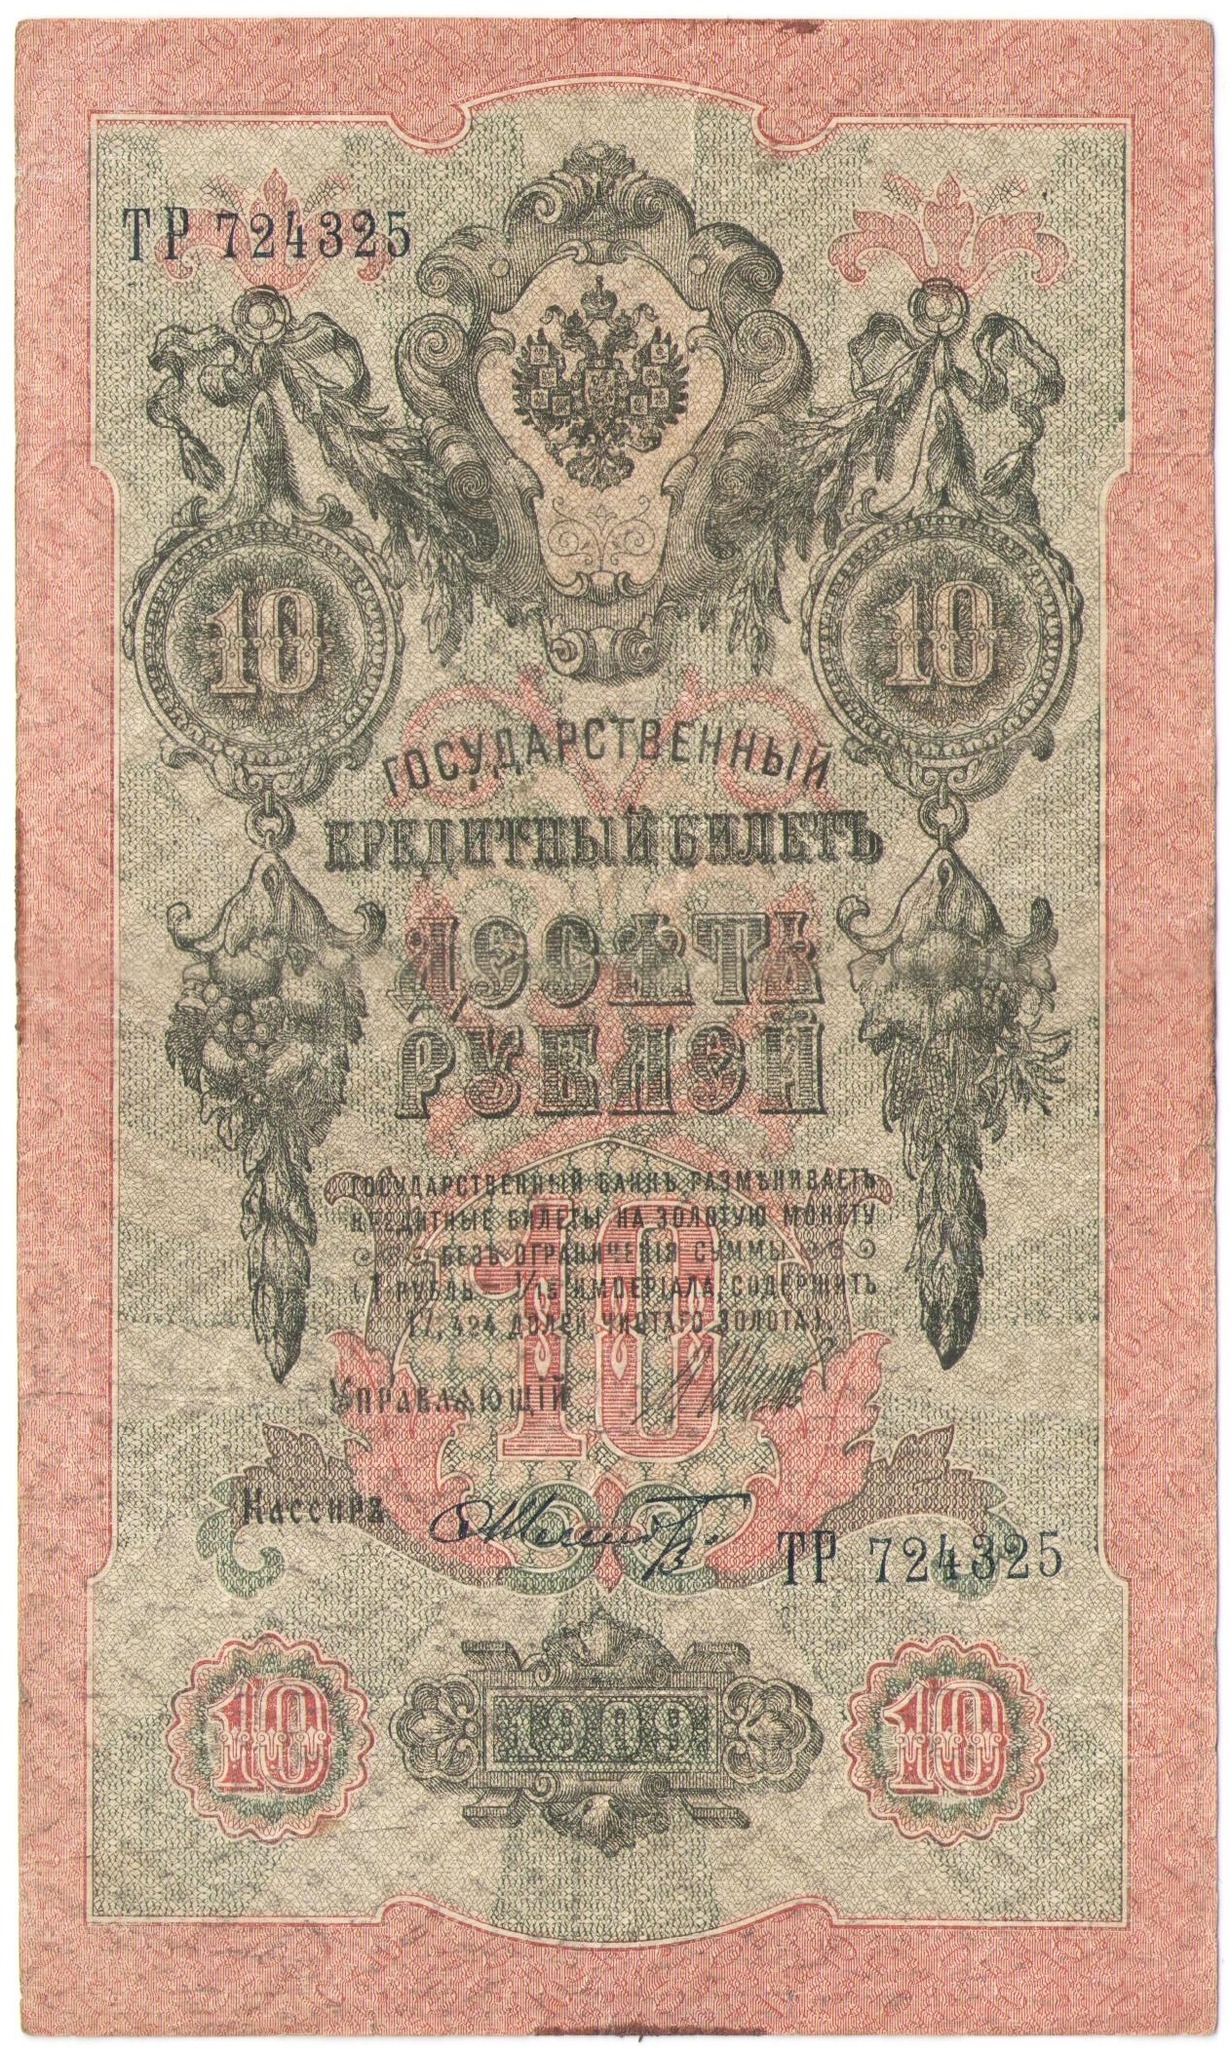 ТР 724325
10 10
ГОСУДАРСТВЕННЫЙ
КРЕДИТНЫЙ БИЛЕТЪ
ДЕСЯТЬ
РУБЛЕЙ
ГОСУДАРСТВЕННЫЙ БАНКЪ РАЗМѢНИВАЕТЪ
КРЕДИТНЫЕ БИЛЕТЫ НА ЗОЛОТУЮ МОНЕТУ
БЕЗЪ ОГРАНИЧЕНІЯ СУММЫ
(1 РУБЛЬ = 1/15 ИМПЕРІАЛА, СОДЕРЖИТЪ
17,424 ДОЛЕЙ ЧИСТАГО ЗОЛОТА).
10
УПРАВЛЯЮЩІЙ
Кассиръ
ТР 724325
10 1909 10